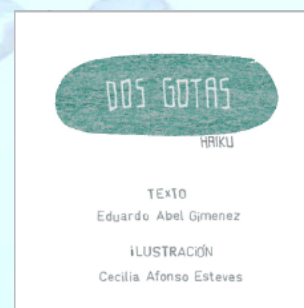 DOS GOTAS
HAIKU
TEXTO
Eduardo Abel Gimenez
iLUSTRACIÓN
Cecilia Afonso Esteves